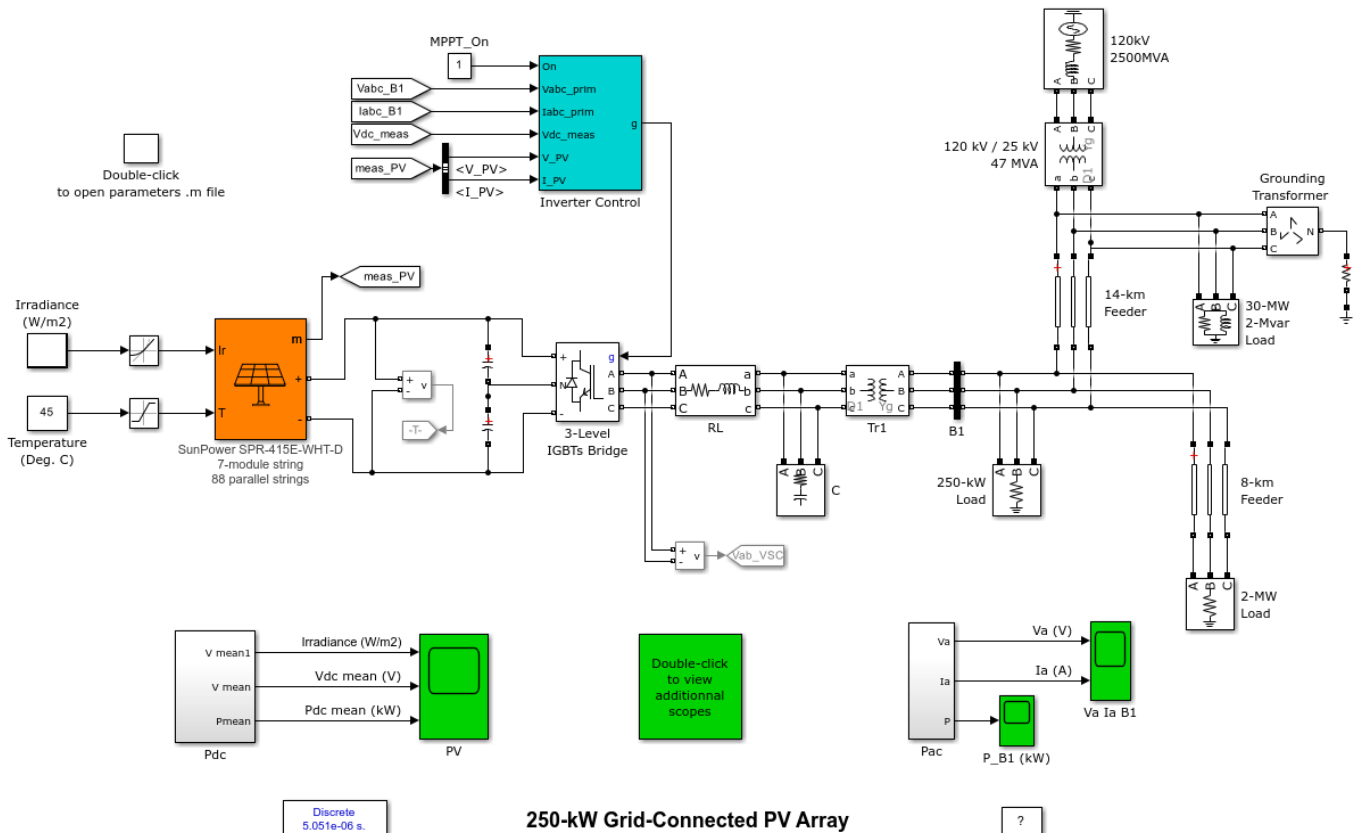 MPPT_On
1
Vabc_B1
Iabc_B1
Vdc_meas
meas_PV
<V_PV>
<I_PV>
On
Vabc_prim
Iabc_prim
Vdc_meas
V_PV
I_PV
g
Inverter Control
Double-click
to open parameters .m file
120kV
2500MVA
A B C
A B C
Yg
D1
a b c
120 kV / 25 kV
47 MVA
Grounding
Transformer
A
B
C
N
14-km
Feeder
A B C
30-MW
2-Mvar
Load
meas_PV
Irradiance
(W/m2)
45
Temperature
(Deg. C)
Ir
T
m
+
-
SunPower SPR-415E-WHT-D
7-module string
88 parallel strings
+
-
v
-T-
+
N
-
g
A
B
C
3-Level
IGBTs Bridge
A
B
C
a
b
c
RL
A B C
C
a
b
c
D1
Yg
A
B
C
Tr1
B1
A B C
250-kW
Load
8-km
Feeder
A B C
2-MW
Load
+
-
v
Vab_VSC
V mean1
V mean
Pmean
Pdc
Irradiance (W/m2)
Vdc mean (V)
Pdc mean (kW)
PV
Double-click
to view
additionnal
scopes
Va
Ia
P
Pac
Va (V)
Ia (A)
Va Ia B1
P_B1 (kW)
Discrete
5.051e-06 s.
250-kW Grid-Connected PV Array
?